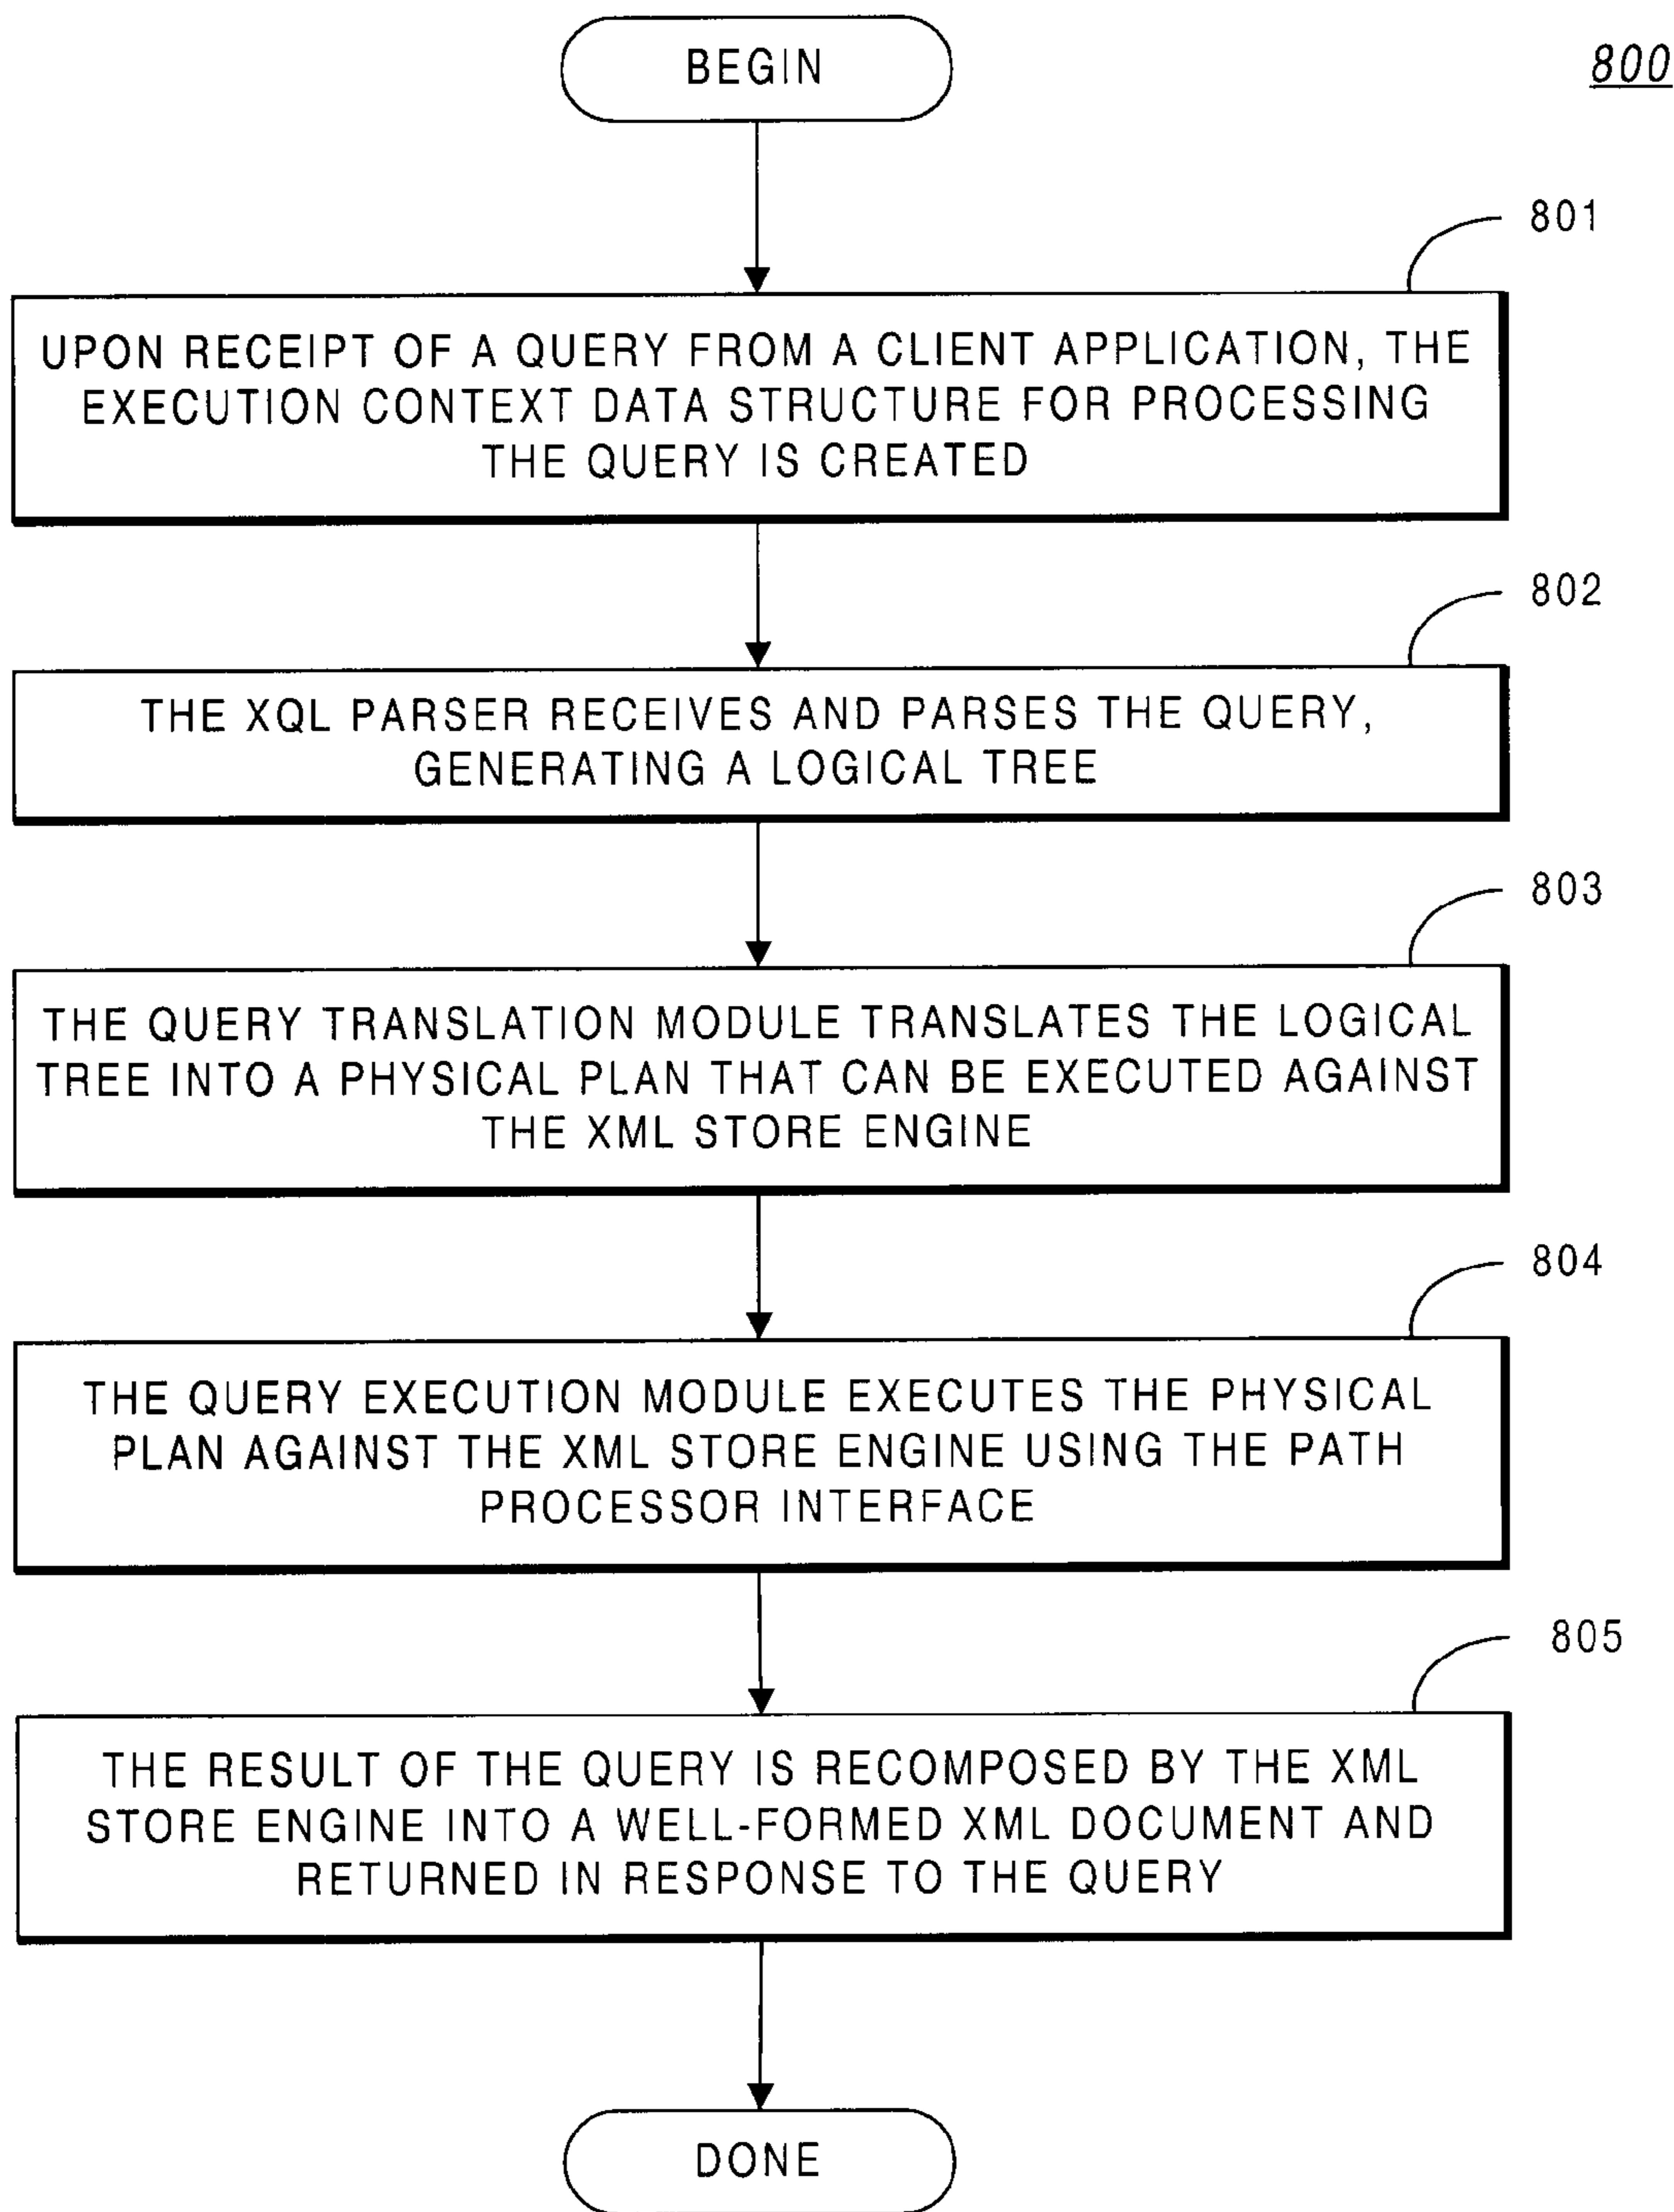 BEGIN
800
801
UPON RECEIPT OF A QUERY FROM A CLIENT APPLICATION, THE
EXECUTION CONTEXT DATA STRUCTURE FOR PROCESSING
THE QUERY IS CREATED
802
THE XQL PARSER RECEIVES AND PARSES THE QUERY,
GENERATING A LOGICAL TREE
803
THE QUERY TRANSLATION MODULE TRANSLATES THE LOGICAL
TREE INTO A PHYSICAL PLAN THAT CAN BE EXECUTED AGAINST
THE XML STORE ENGINE
804
THE QUERY EXECUTION MODULE EXECUTES THE PHYSICAL
PLAN AGAINST THE XML STORE ENGINE USING THE PATH
PROCESSOR INTERFACE
805
THE RESULT OF THE QUERY IS RECOMPOSED BY THE XML
STORE ENGINE INTO A WELL-FORMED XML DOCUMENT AND
RETURNED IN RESPONSE TO THE QUERY
DONE